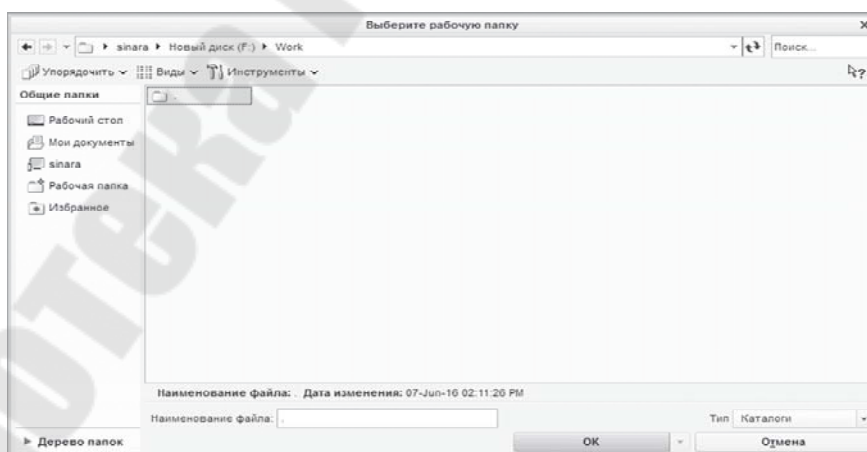 Выберите рабочую папку
sinara Новый диск (F:) Work Поиск...
Упорядочить Виды Инструменты
Общие папки
.
Рабочий стол
Мои документы
sinara
Рабочая папка
Избранное
Наименование файла: . Дата изменения: 07-Jun-16 02:11:26 PM
Наименование файла: . Тип Каталоги
Дерево папок OK Отмена